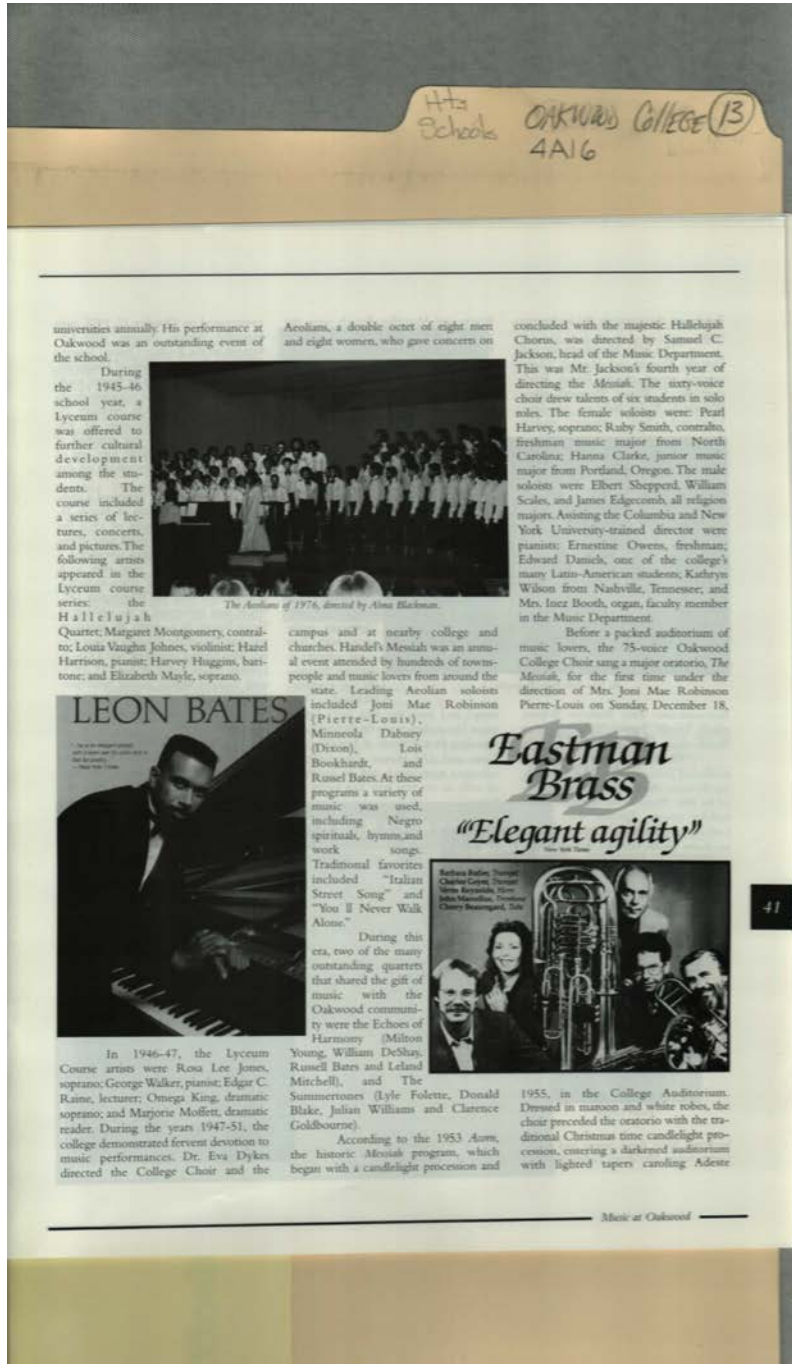 Hts
Schools
OAKWOOD COllEGE 13
4A16
universities annually. His performance at
Oakwood was an outstanding event of
the school.
During
the 1945-46
school year, a
Lyceum course
was offered to
further cultural
development
among the stu-
dents. The
course included
a series of lec-
tures, concerts,
and pictures. The
following artists
appeared in the
Lyceum course
series: the
Hallelujah
Quartet; Margaret Montgomery, contral-
to; Louia Vaughn Johnes, violinist; Hazel
Harrison, pianist; Harvey Huggins, bari-
tone; and Elizabeth Mayle, soprano.
LEON BATES
In 1946-47, the Lyceum
Course artists were Rosa Lee Jones,
soprano; George Walker, pianist; Edgar C.
Raine, lecturer; Omega King, dramatic
soprano; and Marjorie Moffett, dramatic
reader. During the years 1947-51, the
college demonstrated fervent devotion to
music performances. Dr. Eva Dykes
directed the College Choir and the
Aeolians, a double octet of eight men
and eight women, who gave concerts on
The Aeolians of 1976, directed by Alma Blackmon.
campus and at nearby college and
churches. Handel's Messiah was an annu-
al event attended by hundreds of towns-
people and music lovers from around the
state. Leading Aeolian soloists
included Joni Mae Robinson
(Pierre-Louis),
Minneola Dabney
(Dixon), Lois
Bookhardt, and
Russel Bates. At these
programs a variety of
music was used,
including Negro
spirituals, hymns,and
work songs.
Traditional favorites
included "Italian
Street Song" and
"You ll Never Walk
Alone."
During this
era, two of the many
outstanding quartets
that shared the gift of
music with the
Oakwood communi-
ty were the Echoes of
Harmony (Milton
Young, William DeShay,
Russell Bates and Leland
Mitchell), and The
Summertones (Lyle Folette, Donald
Blake, Julian Williams and Clarence
Goldbourne).
According to the 1953 Acorn,
the historic Messiah program, which
began with a candlelight procession and
concluded with the majestic Hallelujah
Chorus, was directed by Samuel C.
Jackson, head of the Music Department.
This was Mr. Jackson's fourth year of
directing the Messiah. The sixty-voice
choir drew talents of six students in solo
roles. The female soloists were: Pearl
Harvey, soprano; Ruby Smith, contralto,
freshman music major from North
Carolina; Hanna Clarke, junior music
major from Portland, Oregon. The male
soloists were Elbert Shepperd, William
Scales, and James Edgecomb, all religion
majors. Assisting the Columbia and New
York University-trained director were
pianists: Ernestine Owens, freshman;
Edward Daniels, one of the college's
many Latin-American students; Kathryn
Wilson from Nashville, Tennessee; and
Mrs. Inez Booth, organ, faculty member
in the Music Department.
Before a packed auditorium of
music lovers, the 75-voice Oakwood
College Choir sang a major oratorio, The
Messiah, for the first time under the
direction of Mrs. Joni Mae Robinson
Pierre-Louis on Sunday, December 18,
Eastman
Brass
"Elegant agility"
New York Times
Barbara Butler, Trumpet
Charles Geyer, Trumpet
Verne Reynolds, Horn
John Marcellus, Trombone
Cherry Beauregard, Tuba
1955, in the College Auditorium.
Dressed in maroon and white robes, the
choir preceded the oratorio with the tra-
ditional Christmas time candlelight pro-
cession, entering a darkened auditorium
with lighted tapers caroling Adeste
41
Music at Oakwood